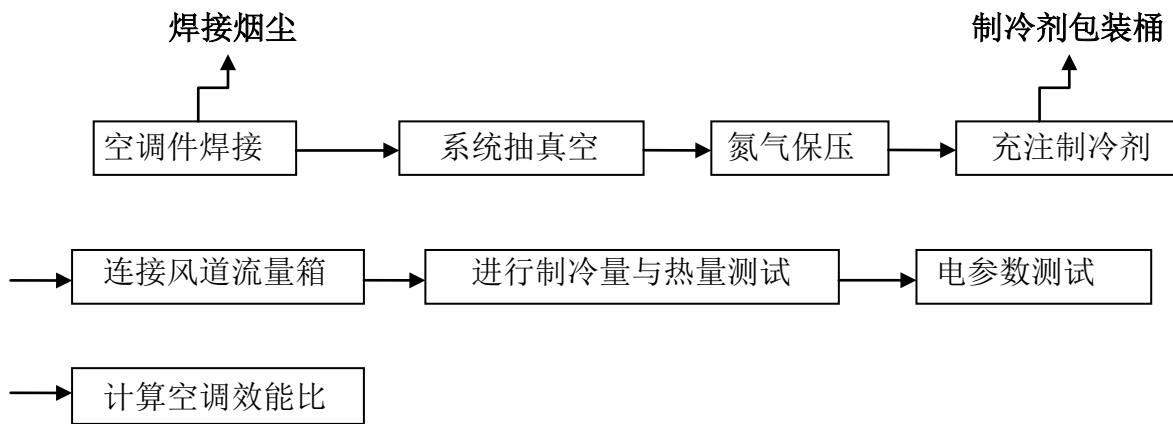 焊接烟尘
制冷剂包装桶
空调件焊接
系统抽真空
氮气保压
充注制冷剂
连接风道流量箱
进行制冷量与热量测试
电参数测试
计算空调效能比